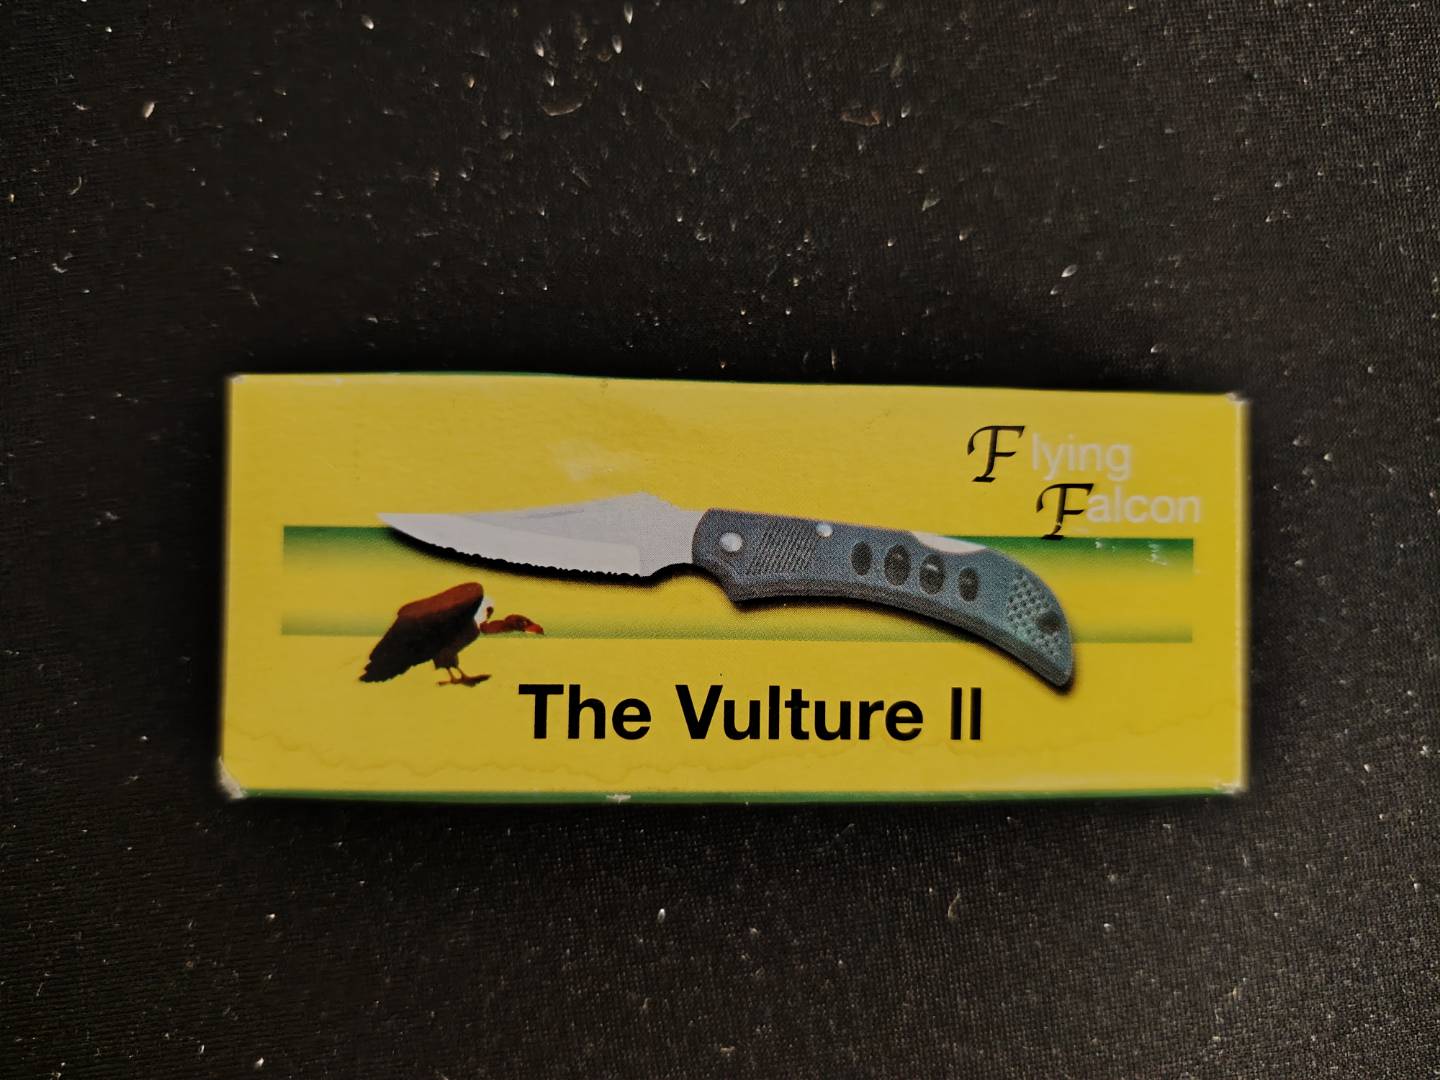 Flying
Falcon
The Vulture II